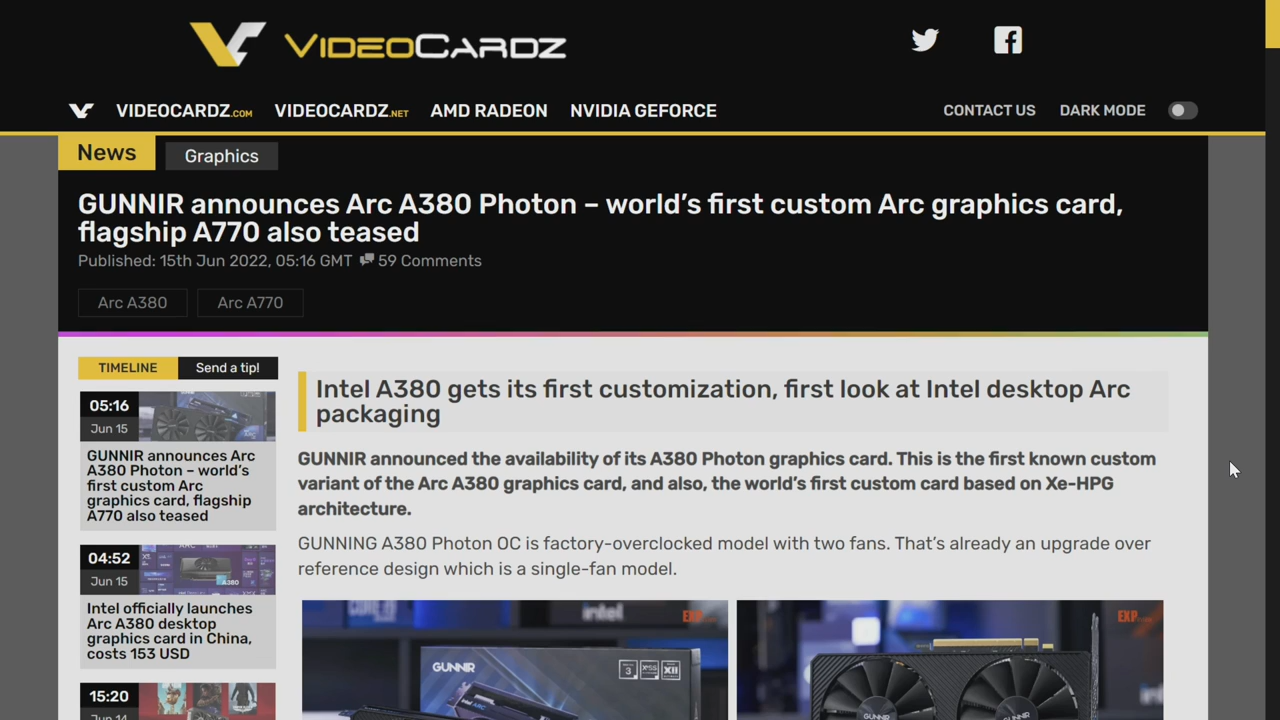 VIDEOCARDZ
VIDEOCARDZ.COM VIDEOCARDZ.NET AMD RADEON NVIDIA GEFORCE CONTACT US DARK MODE
News Graphics
GUNNIR announces Arc A380 Photon – world's first custom Arc graphics card,
flagship A770 also teased
Published: 15th Jun 2022, 05:16 GMT 59 Comments
Arc A380 Arc A770
TIMELINE Send a tip!
05:16
Jun 15
GUNNIR announces Arc
A380 Photon – world's
first custom Arc
graphics card, flagship
A770 also teased
04:52
Jun 15
A380
Intel officially launches
Arc A380 desktop
graphics card in China,
costs 153 USD
15:20
Jun 14
Intel A380 gets its first customization, first look at Intel desktop Arc
packaging
GUNNIR announced the availability of its A380 Photon graphics card. This is the first known custom
variant of the Arc A380 graphics card, and also, the world's first custom card based on Xe-HPG
architecture.
GUNNING A380 Photon OC is factory-overclocked model with two fans. That's already an upgrade over
reference design which is a single-fan model.
intel EXP
GUNNIR
EXP
GUNNIR GUNNIR